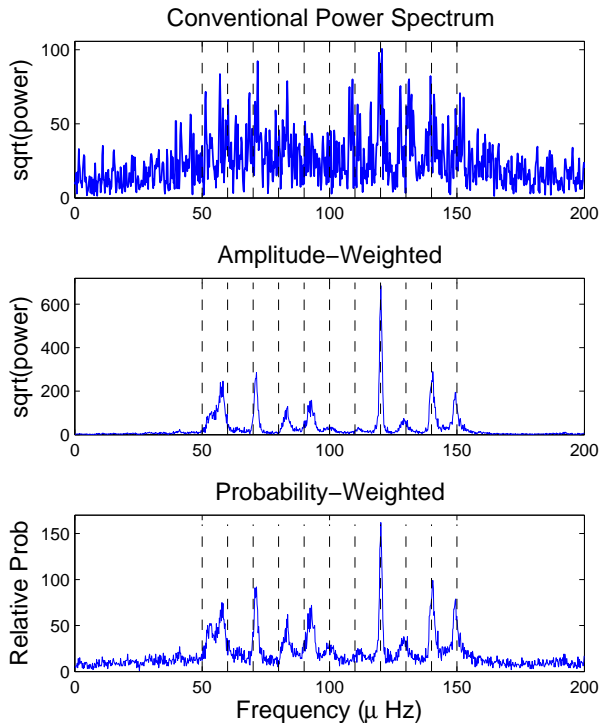 Conventional Power Spectrum
sqrt(power)
100
50
0
0 50 100 150 200
Amplitude−Weighted
sqrt(power)
600
400
200
0
0 50 100 150 200
Probability−Weighted
Relative Prob
150
100
50
0
0 50 100 150 200
Frequency (μ Hz)